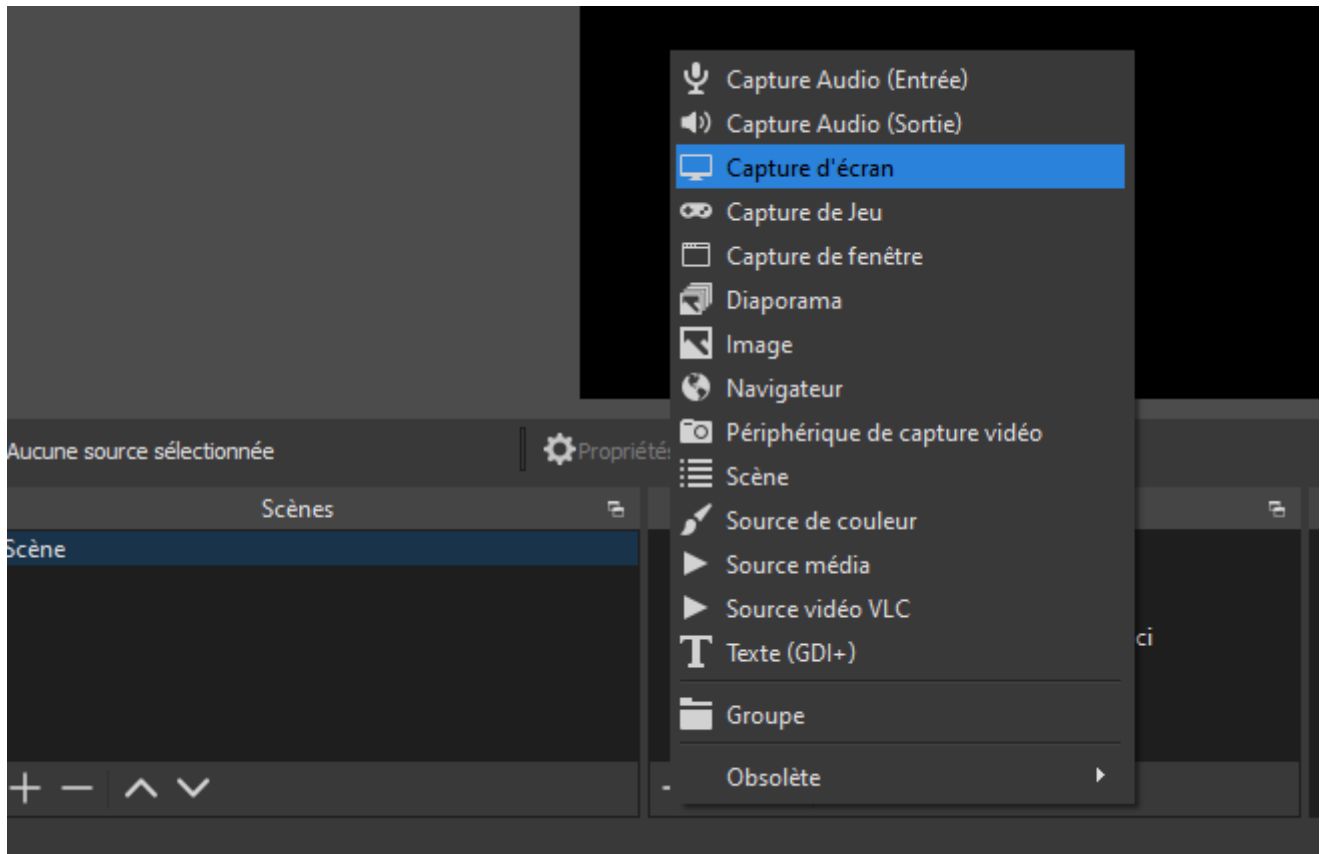 Capture Audio (Entrée)
Capture Audio (Sortie)
Capture d'écran
Capture de Jeu
Capture de fenêtre
Diaporama
Image
Navigateur
Périphérique de capture vidéo
Scène
Source de couleur
Source média
Source vidéo VLC
Texte (GDI+)
Groupe
Obsolète
Aucune source sélectionnée
Propriétés
Scènes
Scène
ci